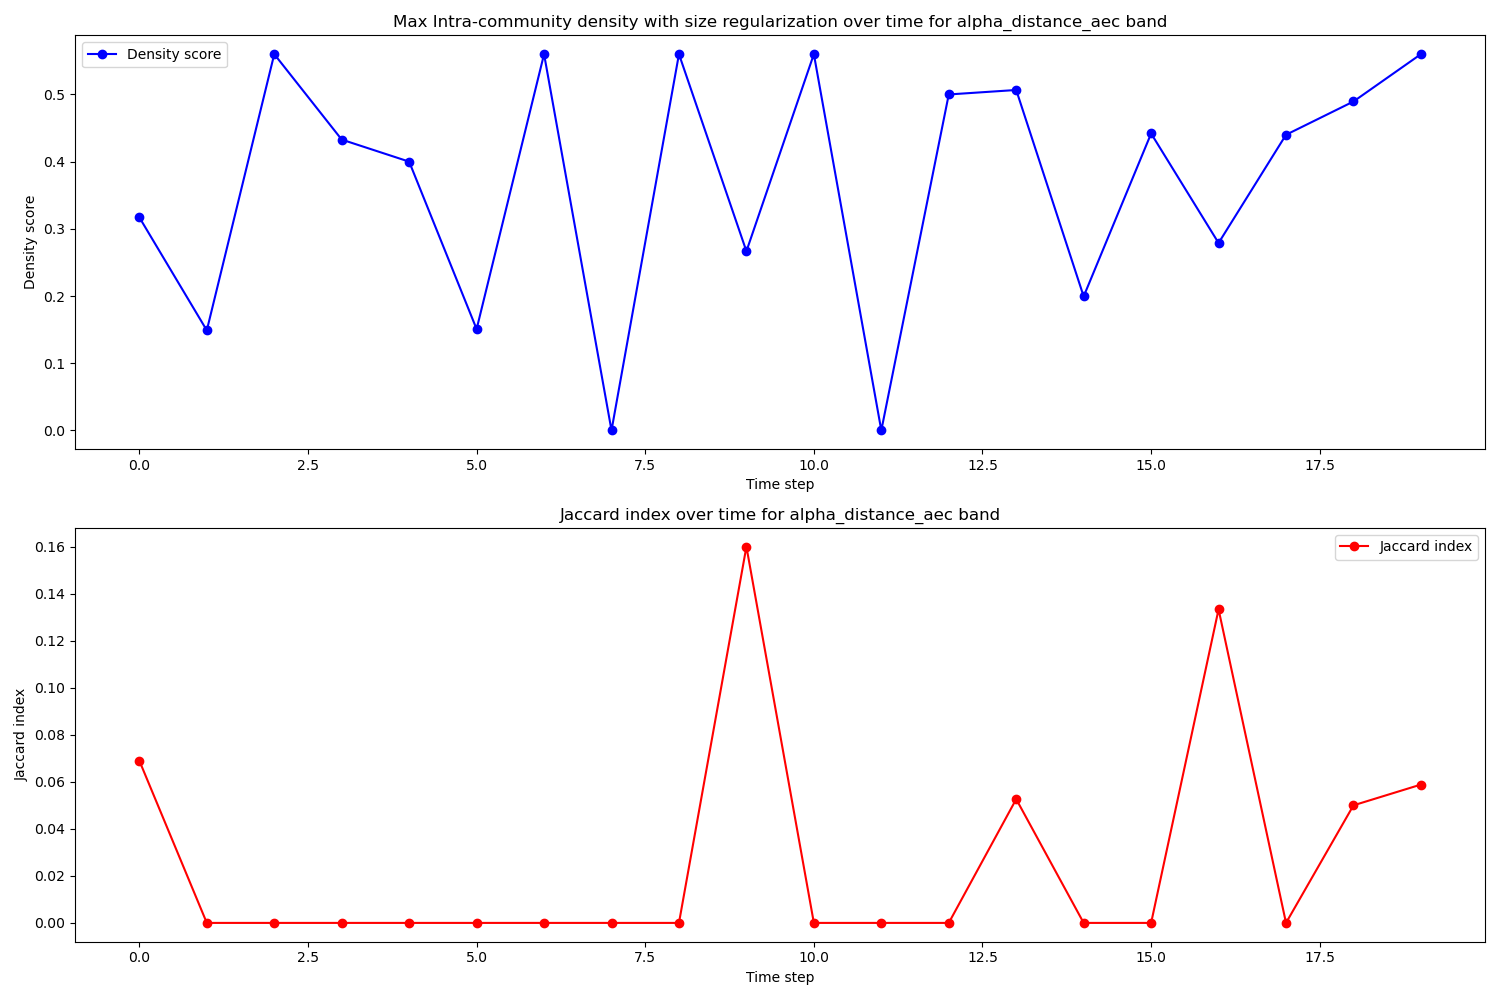 Max Intra-community density with size regularization over time for alpha_distance_aec band
Density score
0.5
0.4
0.3
0.2
0.1
0.0
Density score
0.0 2.5 5.0 7.5 10.0 12.5 15.0 17.5
Time step
Jaccard index over time for alpha_distance_aec band
Jaccard index
0.16
0.14
0.12
0.10
0.08
0.06
0.04
0.02
0.00
Jaccard index
0.0 2.5 5.0 7.5 10.0 12.5 15.0 17.5
Time step